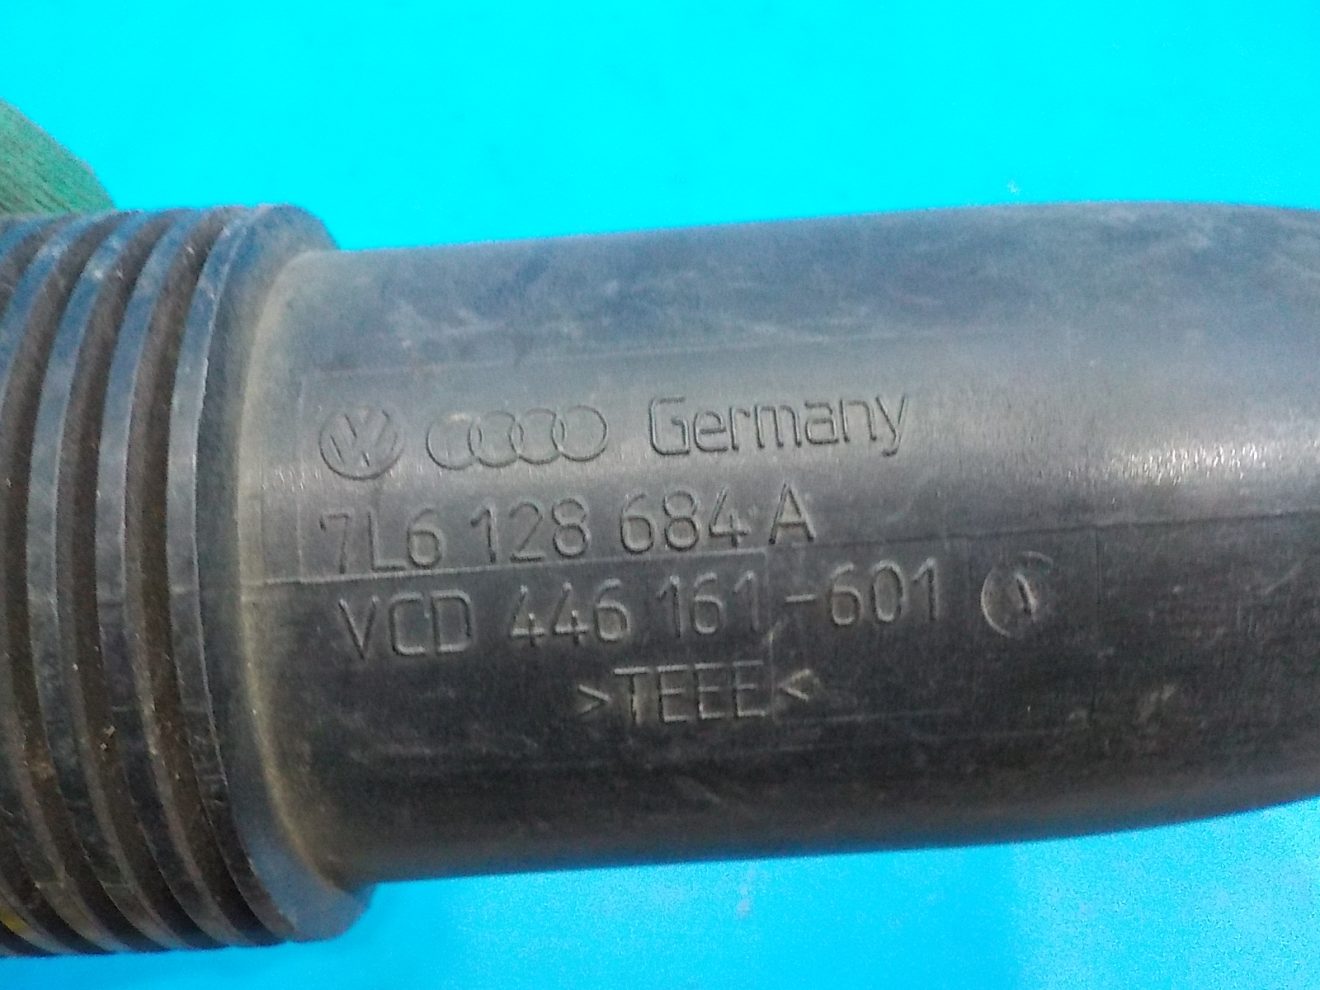 Germany
7L6 128 684 A
VCD 446 161-601
>TEEE<